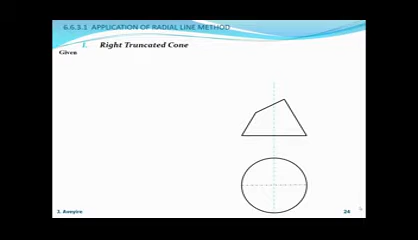 6.6.3.1 APPLICATION OF RADIAL LINE METHOD
I. Right Truncated Cone
Given
24